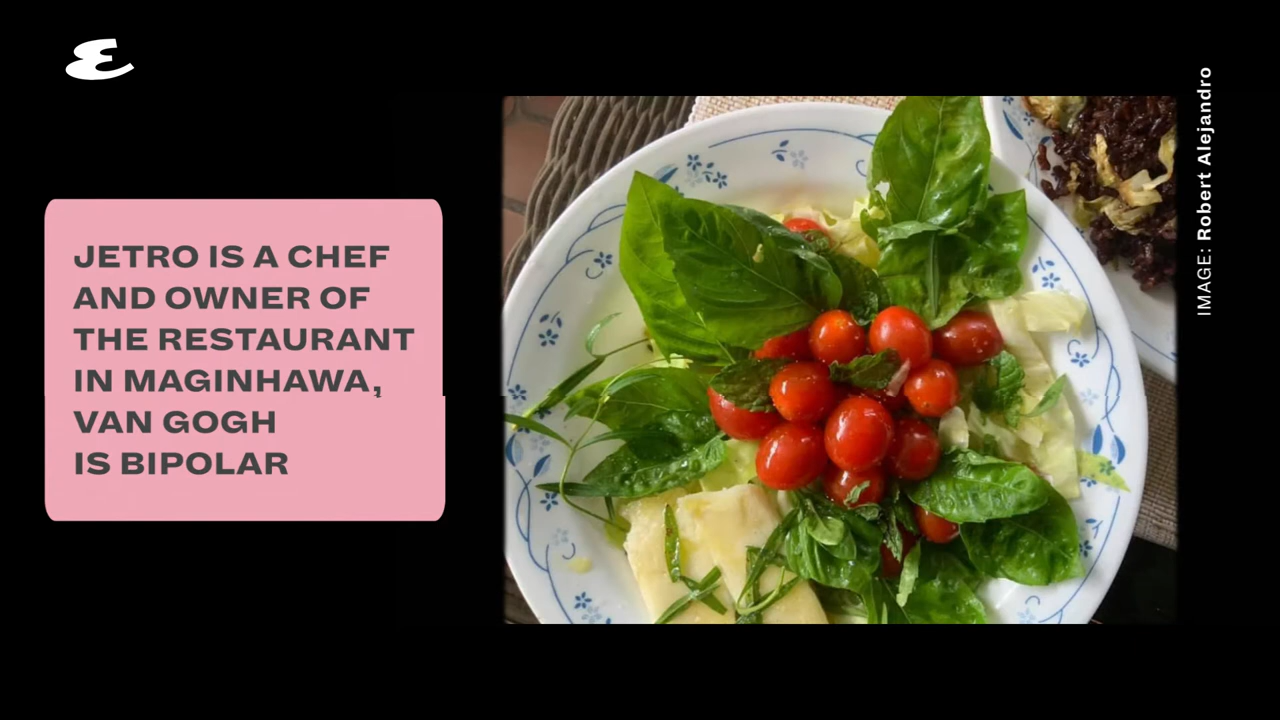 JETRO IS A CHEF
AND OWNER OF
THE RESTAURANT
IN MAGINHAWA,
VAN GOGH
IS BIPOLAR
IMAGE: Robert Alejandro